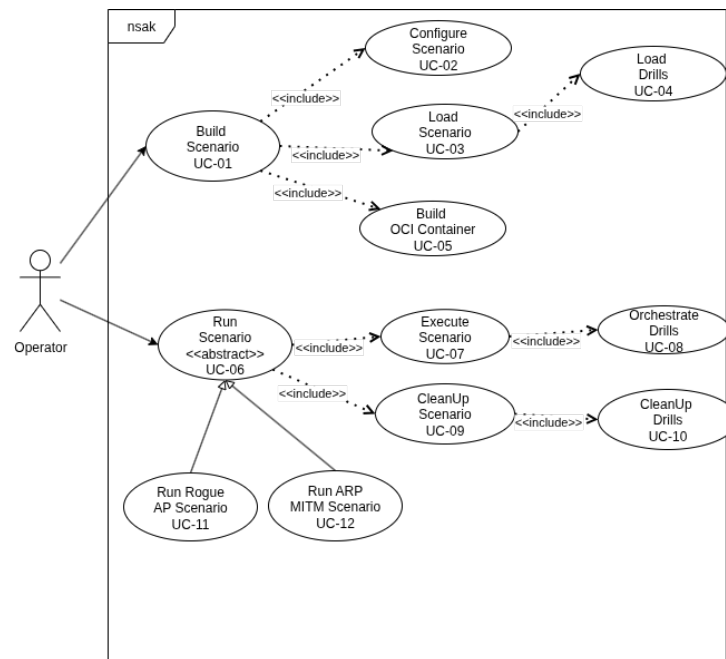 nsak
Configure
Scenario
UC-02
Load
Drills
UC-04
<<include>>
<<include>>
Build
Scenario
UC-01
<<include>>
Load
Scenario
UC-03
<<include>>
Build
OCI Container
UC-05
Operator
Run
Scenario
<<abstract>>
UC-06
<<include>>
Execute
Scenario
UC-07
<<include>>
Orchestrate
Drills
UC-08
<<include>>
CleanUp
Scenario
UC-09
<<include>>
CleanUp
Drills
UC-10
Run Rogue
AP Scenario
UC-11
Run ARP
MITM Scenario
UC-12